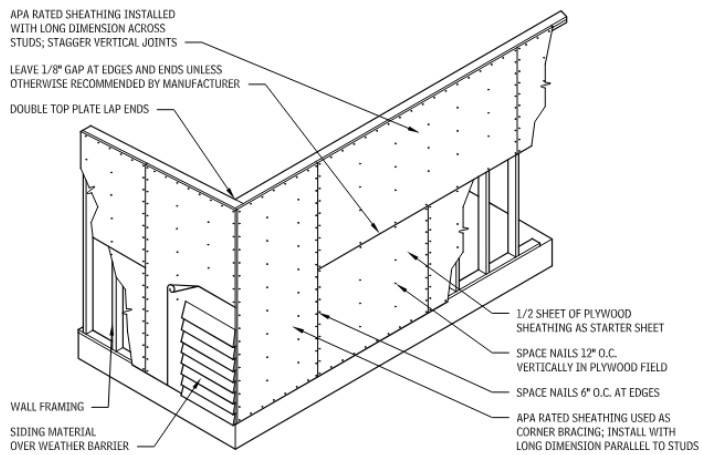 APA RATED SHEATHING INSTALLED
WITH LONG DIMENSION ACROSS
STUDS; STAGGER VERTICAL JOINTS
LEAVE 1/8" GAP AT EDGES AND ENDS UNLESS
OTHERWISE RECOMMENDED BY MANUFACTURER
DOUBLE TOP PLATE LAP ENDS
1/2 SHEET OF PLYWOOD
SHEATHING AS STARTER SHEET
SPACE NAILS 12" O.C.
VERTICALLY IN PLYWOOD FIELD
SPACE NAILS 6" O.C. AT EDGES
APA RATED SHEATHING USED AS
CORNER BRACING; INSTALL WITH
LONG DIMENSION PARALLEL TO STUDS
WALL FRAMING
SIDING MATERIAL
OVER WEATHER BARRIER